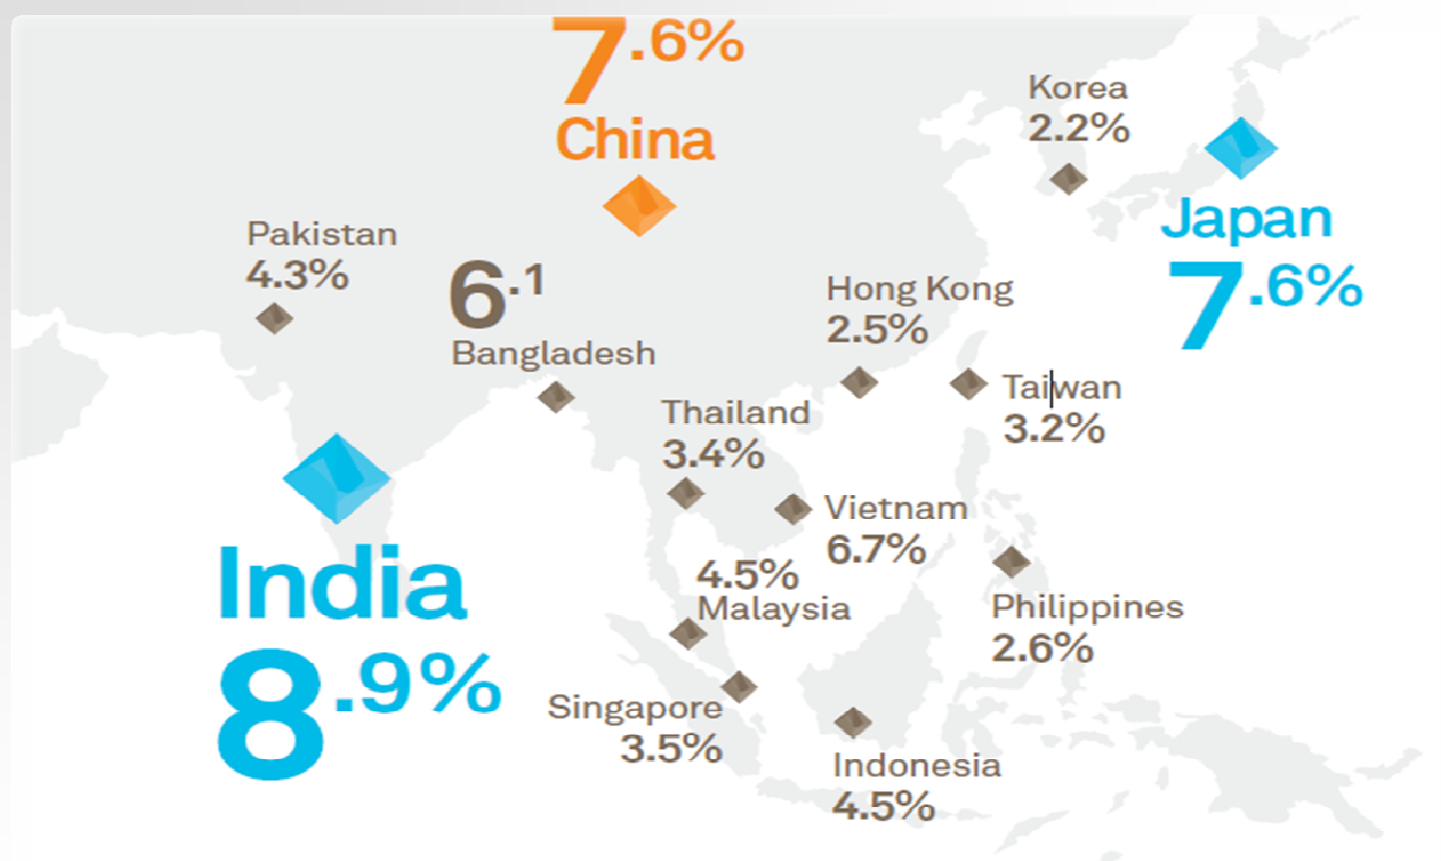 7.6%
China
Korea
2.2%
Japan
7.6%
Pakistan
4.3%
6.1
Bangladesh
Hong Kong
2.5%
Taiwan
3.2%
Thailand
3.4%
Vietnam
6.7%
India
8.9%
4.5%
Malaysia
Philippines
2.6%
Singapore
3.5%
Indonesia
4.5%